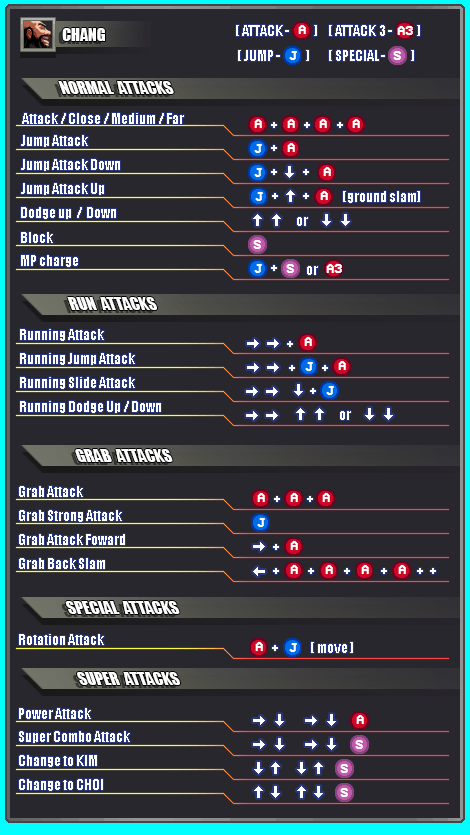 CHANG
[ ATTACK - A ] [ ATTACK 3 - A3 ]
[ JUMP - J ] [ SPECIAL - S ]
NORMAL ATTACKS
Attack / Close / Medium / Far A + A + A + A
Jump Attack J + A
Jump Attack Down J + ↓ + A
Jump Attack Up J + ↑ + A [ground slam]
Dodge up / Down ↑ ↑ or ↓ ↓
Block S
MP charge J + S or A3
RUN ATTACKS
Running Attack → → + A
Running Jump Attack → → + J + A
Running Slide Attack → → ↓ + J
Running Dodge Up / Down → → ↑ ↑ or ↓ ↓
GRAB ATTACKS
Grab Attack A + A + A
Grab Strong Attack J
Grab Attack Foward → + A
Grab Back Slam ← + A + A + A + A + +
SPECIAL ATTACKS
Rotation Attack A + J [ move ]
SUPER ATTACKS
Power Attack → ↓ → ↓ A
Super Combo Attack → ↓ → ↓ S
Change to KIM ↓ ↑ ↓ ↑ S
Change to CHOI ↑ ↓ ↑ ↓ S